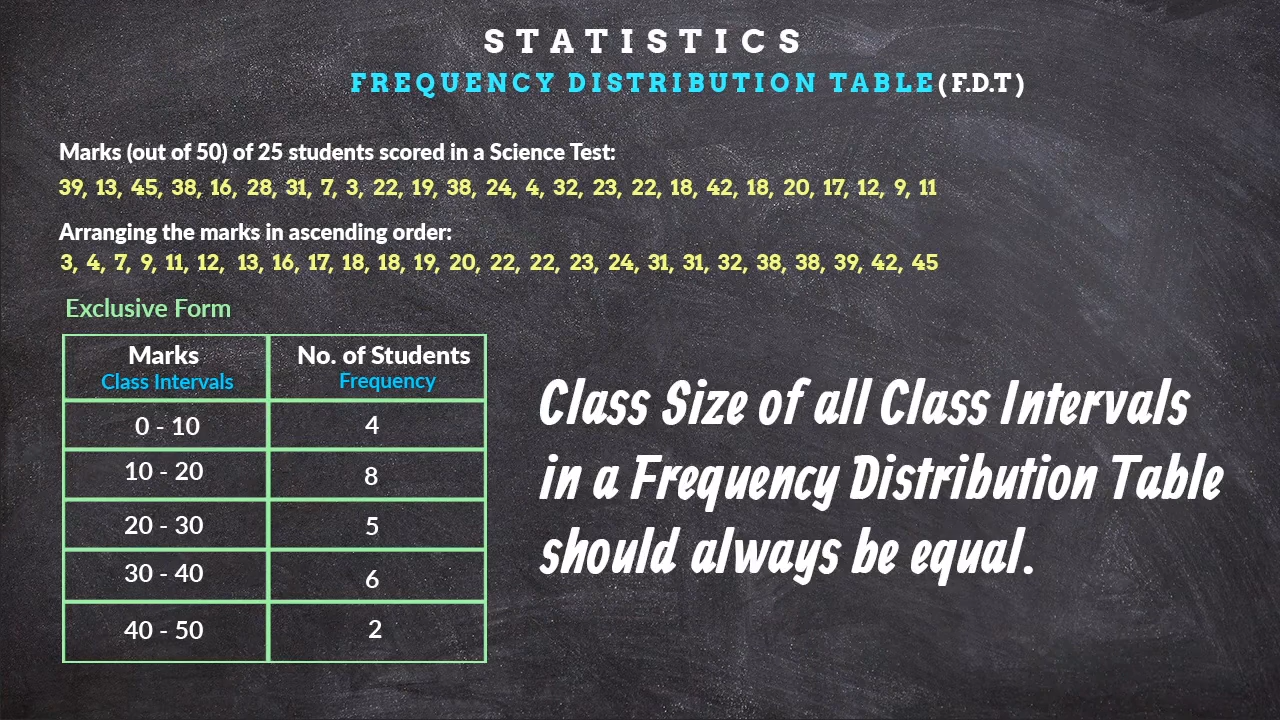 STATISTICS
FREQUENCY DISTRIBUTION TABLE(F.D.T)
Marks (out of 50) of 25 students scored in a Science Test:
39, 13, 45, 38, 16, 28, 31, 7, 3, 22, 19, 38, 24, 4, 32, 23, 22, 18, 42, 18, 20, 17, 12, 9, 11
Arranging the marks in ascending order:
3, 4, 7, 9, 11, 12, 13, 16, 17, 18, 18, 19, 20, 22, 22, 23, 24, 31, 31, 32, 38, 38, 39, 42, 45
Exclusive Form
Marks No. of Students
Class Intervals Frequency
0 - 10 4
10 - 20 8
20 - 30 5
30 - 40 6
40 - 50 2
Class Size of all Class Intervals
in a Frequency Distribution Table
should always be equal.